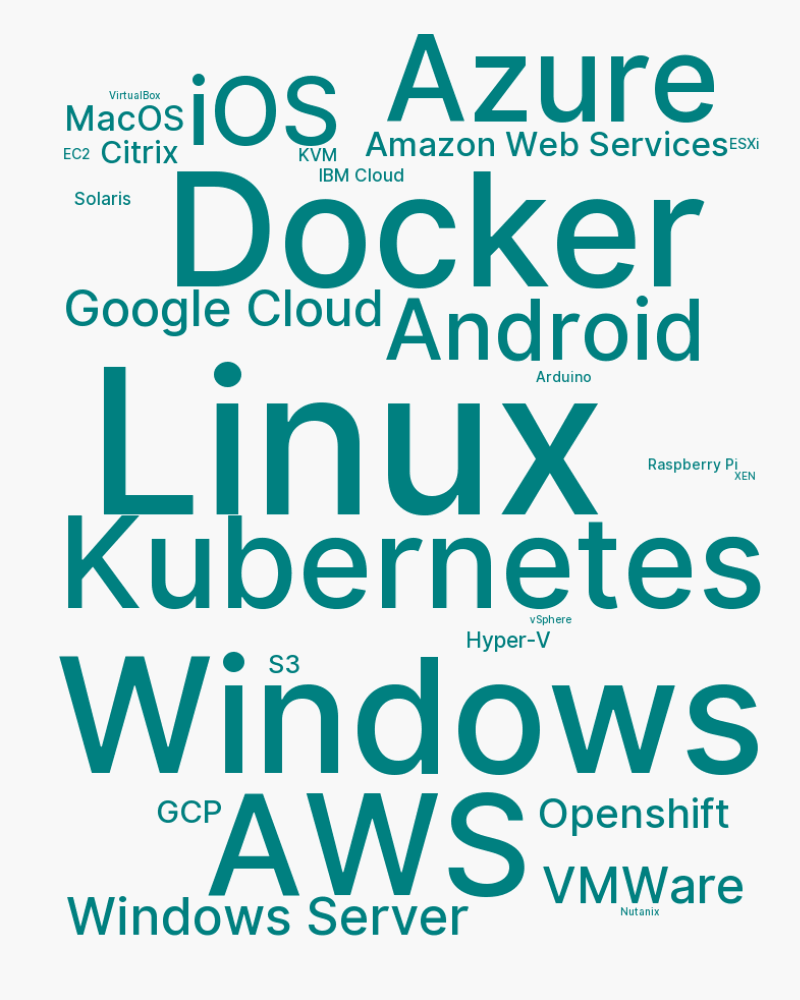 Azure
iOS
VirtualBox
MacOS
Amazon Web Services
ESXi
EC2
Citrix
KVM
IBM Cloud
Solaris
Docker
Google Cloud
Android
Arduino
Linux
Raspberry Pi
XEN
Kubernetes
vSphere
Hyper-V
S3
Windows
GCP
AWS
Openshift
VMWare
Nutanix
Windows Server